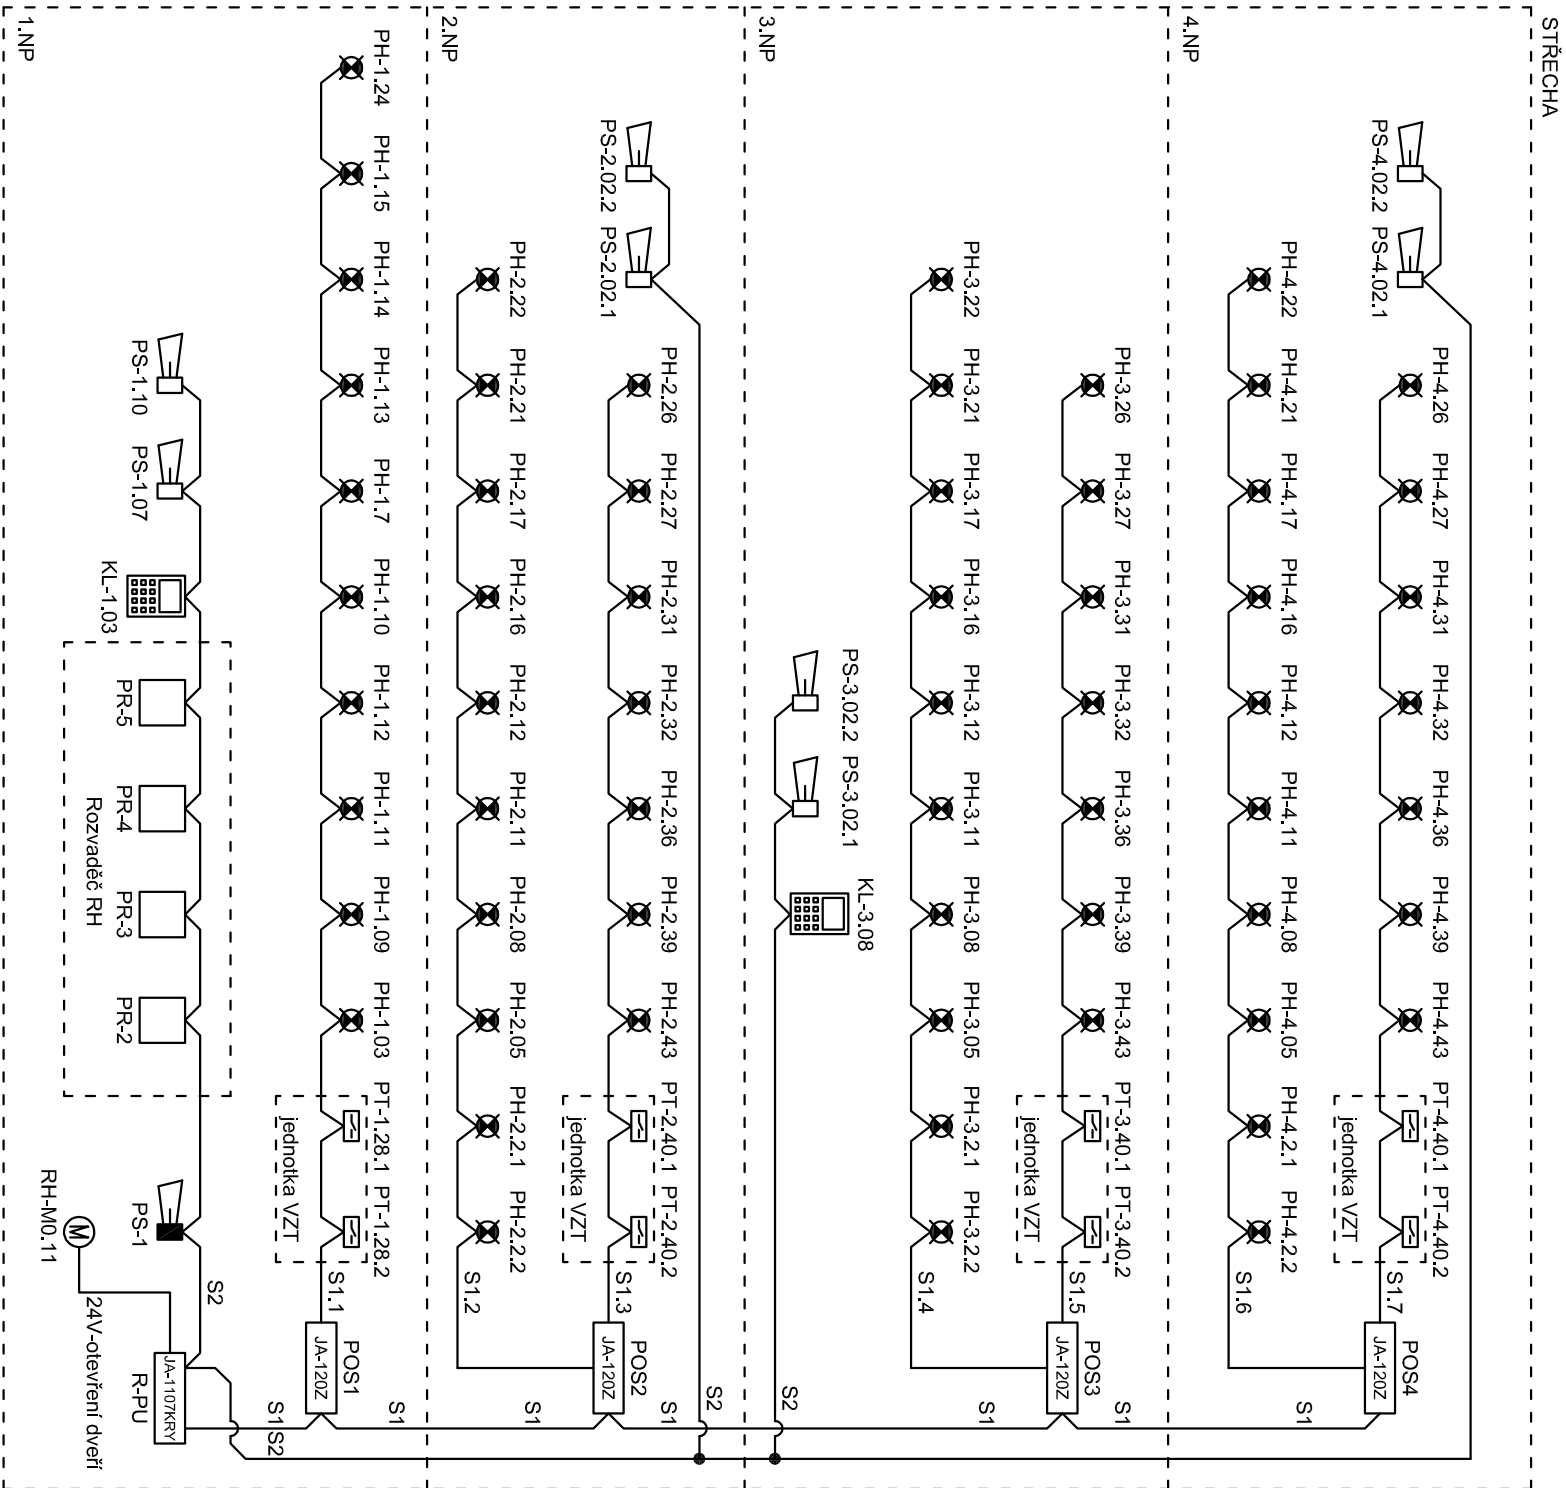 STŘECHA
4.NP
PS-4.02.2
PS-4.02.1
PH-4.26
PH-4.27
PH-4.31
PH-4.32
PH-4.36
PH-4.39
PH-4.43
PT-4.40.1
PT-4.40.2
jednotka VZT
S1.7
POS4
JA-120Z
S1
PH-4.22
PH-4.21
PH-4.17
PH-4.16
PH-4.12
PH-4.11
PH-4.08
PH-4.05
PH-4.2.1
PH-4.2.2
S1.6
3.NP
PH-3.26
PH-3.27
PH-3.31
PH-3.32
PH-3.36
PH-3.39
PH-3.43
PT-3.40.1
PT-3.40.2
jednotka VZT
S1.5
POS3
JA-120Z
S1
S1
PH-3.22
PH-3.21
PH-3.17
PH-3.16
PH-3.12
PH-3.11
PH-3.08
PH-3.05
PH-3.2.1
PH-3.2.2
S1.4
PS-3.02.2
PS-3.02.1
KL-3.08
S2
2.NP
PS-2.02.2
PS-2.02.1
S2
PH-2.26
PH-2.27
PH-2.31
PH-2.32
PH-2.36
PH-2.39
PH-2.43
PT-2.40.1
PT-2.40.2
jednotka VZT
S1.3
POS2
JA-120Z
S1
S1
PH-2.22
PH-2.21
PH-2.17
PH-2.16
PH-2.12
PH-2.11
PH-2.08
PH-2.05
PH-2.2.1
PH-2.2.2
S1.2
1.NP
PH-1.24
PH-1.15
PH-1.14
PH-1.13
PH-1.7
PH-1.10
PH-1.12
PH-1.11
PH-1.09
PH-1.03
PT-1.28.1
PT-1.28.2
jednotka VZT
S1.1
POS1
JA-120Z
S1
S1
S2
PS-1.10
PS-1.07
KL-1.03
PR-5
PR-4
PR-3
PR-2
Rozvaděč RH
PS-1
S2
M
RH-M0.11
24V-otevření dveří
JA-1107KRY
R-PU